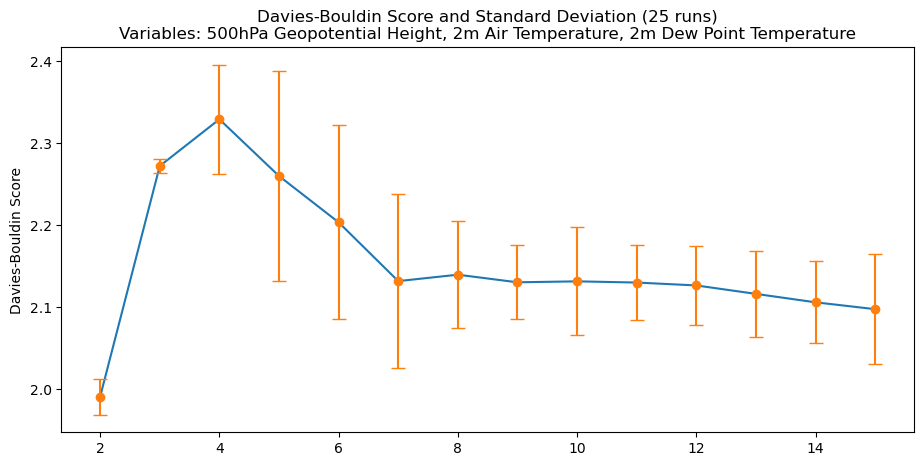 Davies-Bouldin Score and Standard Deviation (25 runs)
Variables: 500hPa Geopotential Height, 2m Air Temperature, 2m Dew Point Temperature
Davies-Bouldin Score
2.4
2.3
2.2
2.1
2.0
2 4 6 8 10 12 14